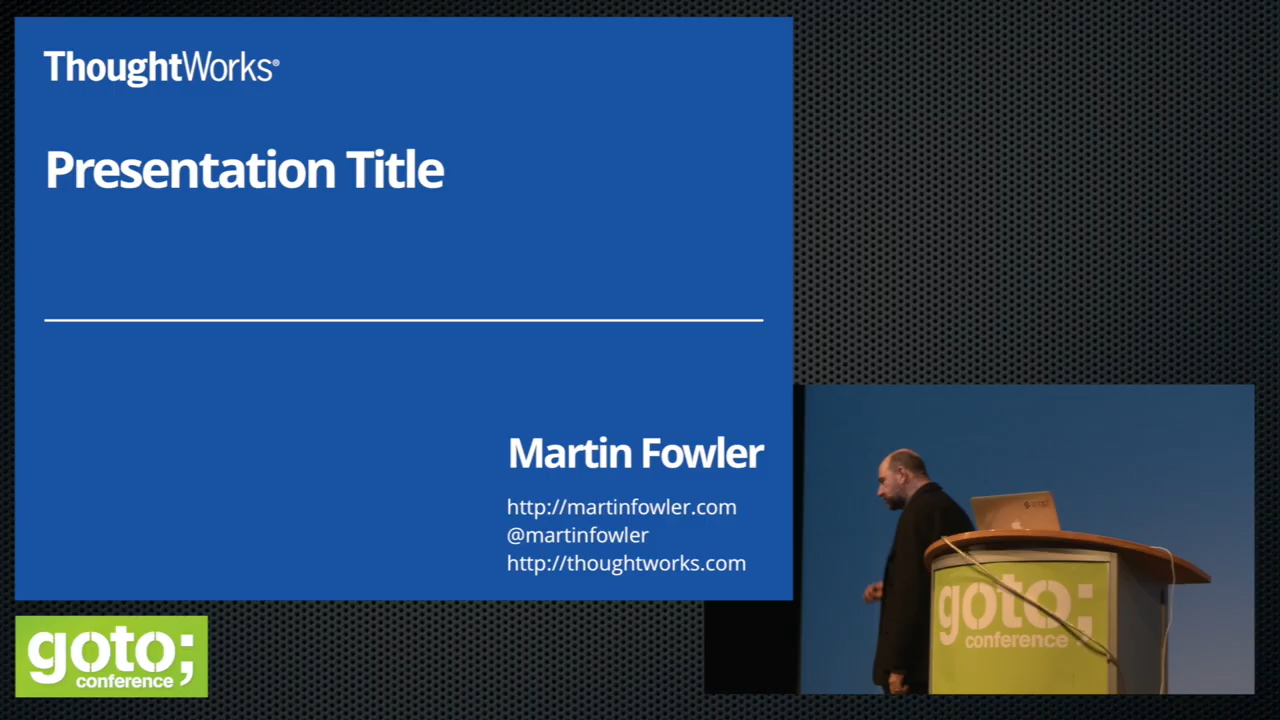 ThoughtWorks®
Presentation Title
Martin Fowler
http://martinfowler.com
@martinfowler
http://thoughtworks.com
goto;
conference
goto;
conference